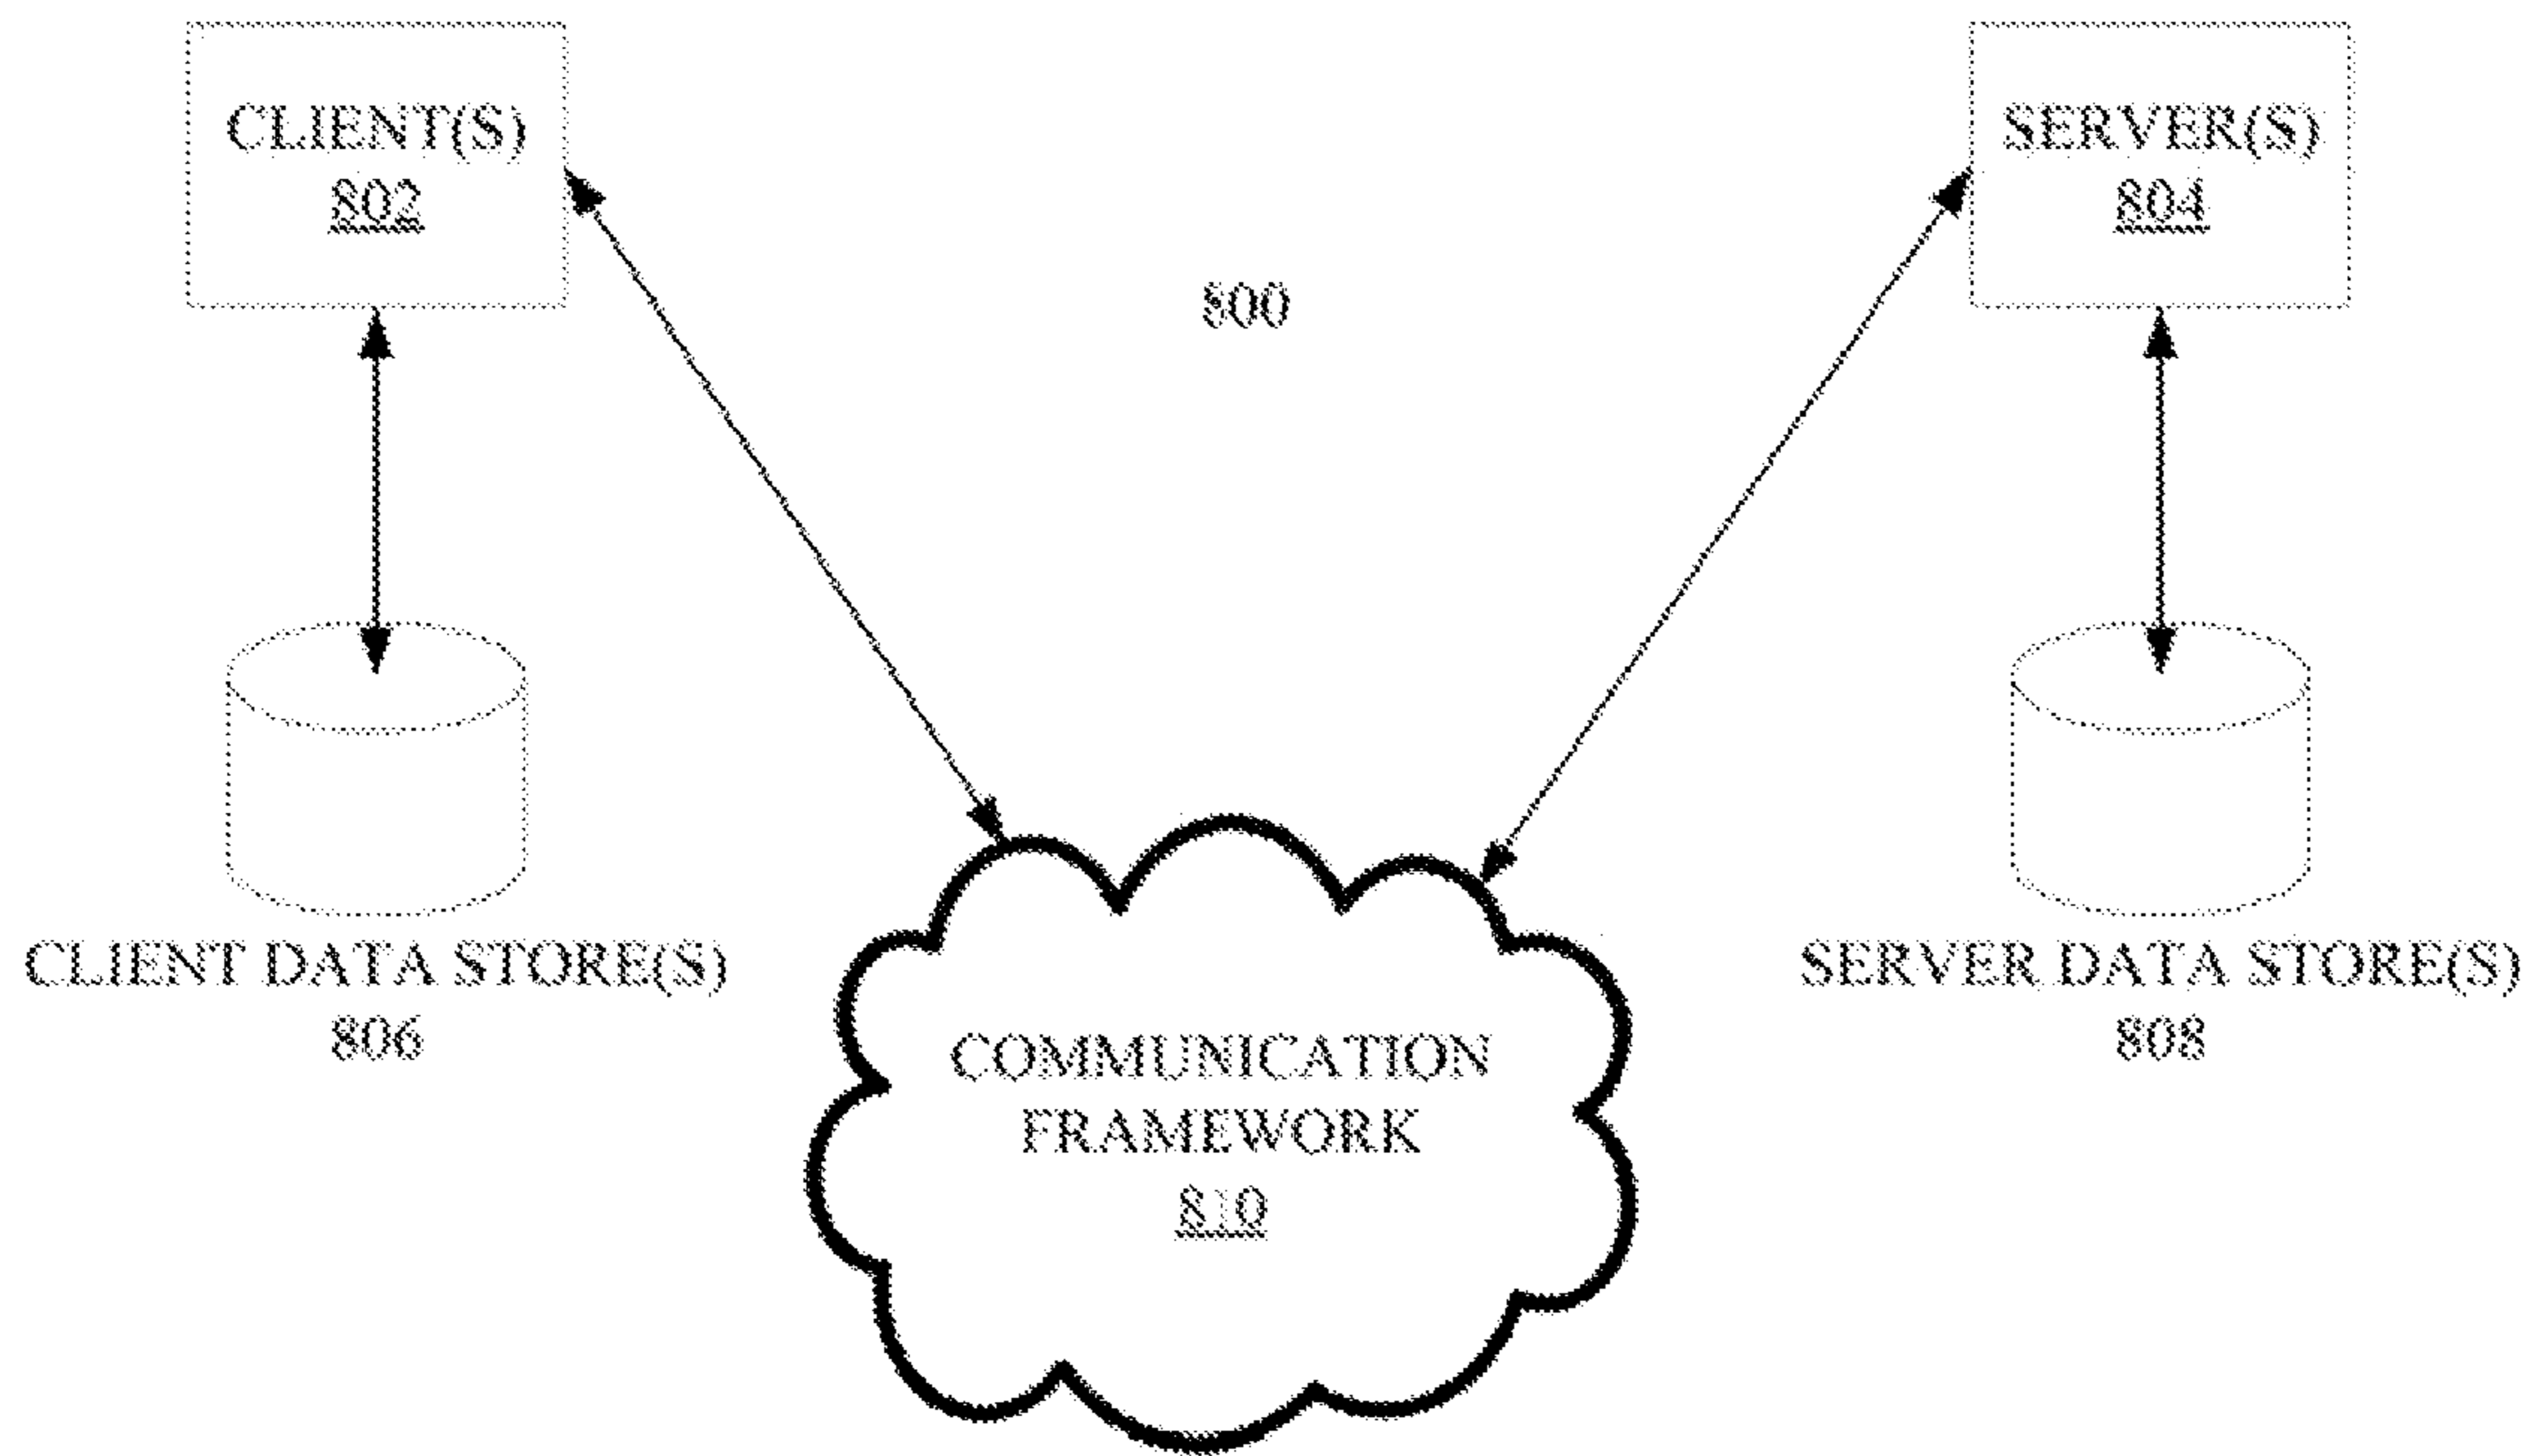 CLIENT(S)
802
SERVER(S)
804
800
CLIENT DATA STORE(S)
806
SERVER DATA STORE(S)
808
COMMUNICATION
FRAMEWORK
810